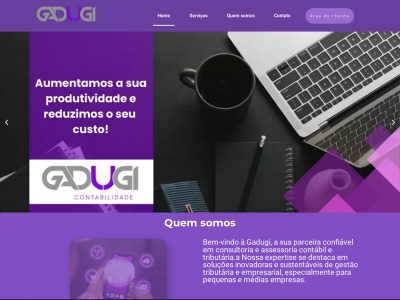 GADUGI
Home
Serviços
Quem somos
Contato
Área do cliente
Aumentamos a sua
produtividade e
reduzimos o seu
custo!
GADUGI
CONTABILIDADE
Quem somos
Bem-vindo à Gadugi, a sua parceira confiável
em consultoria e assessoria contábil e
tributária.a Nossa expertise se destaca em
soluções inovadoras e sustentáveis de gestão
tributária e empresarial, especialmente para
pequenas e médias empresas.